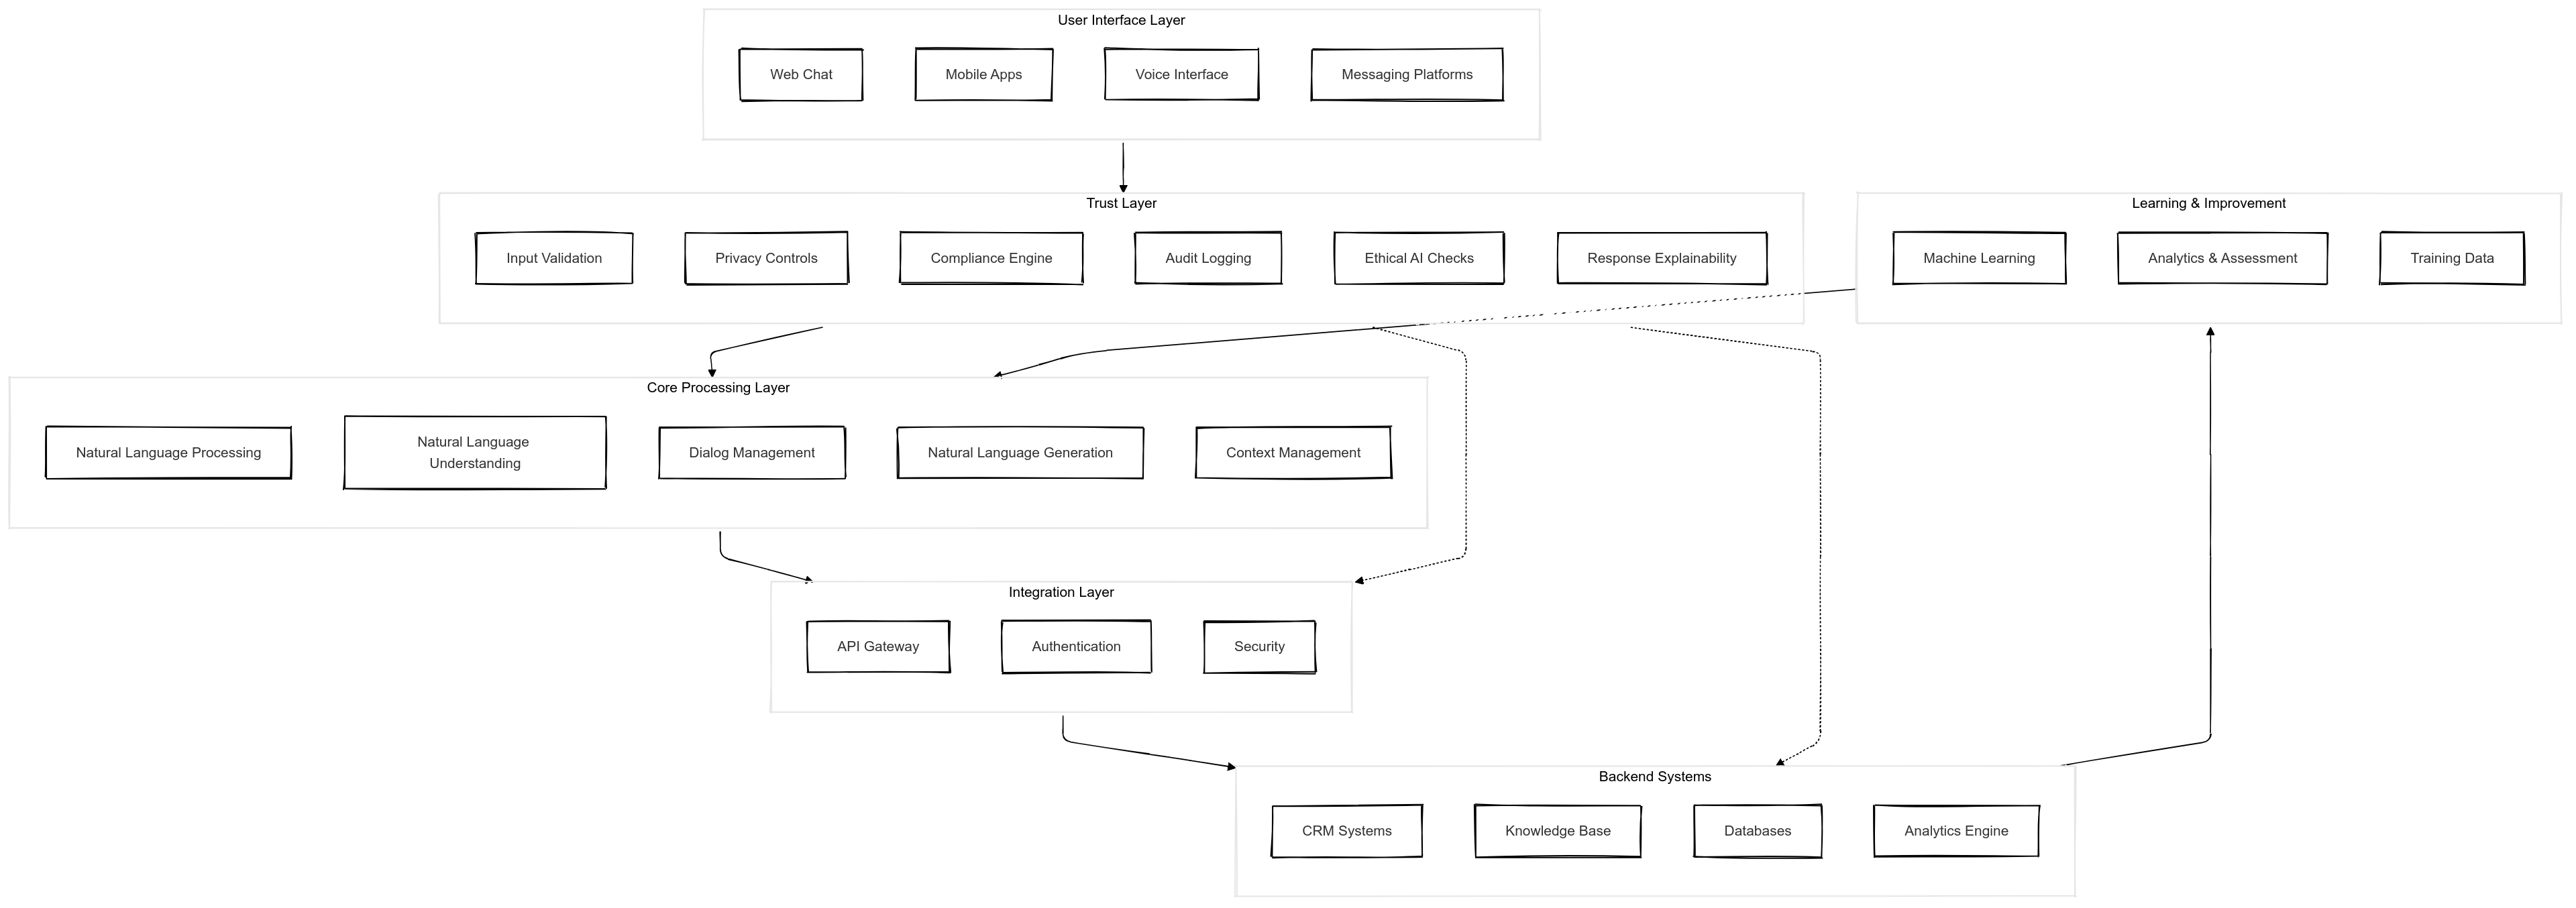 User Interface Layer
Web Chat
Mobile Apps
Voice Interface
Messaging Platforms
Trust Layer
Input Validation
Privacy Controls
Compliance Engine
Audit Logging
Ethical AI Checks
Response Explainability
Learning & Improvement
Machine Learning
Analytics & Assessment
Training Data
Core Processing Layer
Natural Language Processing
Natural Language
Understanding
Dialog Management
Natural Language Generation
Context Management
Integration Layer
API Gateway
Authentication
Security
Backend Systems
CRM Systems
Knowledge Base
Databases
Analytics Engine